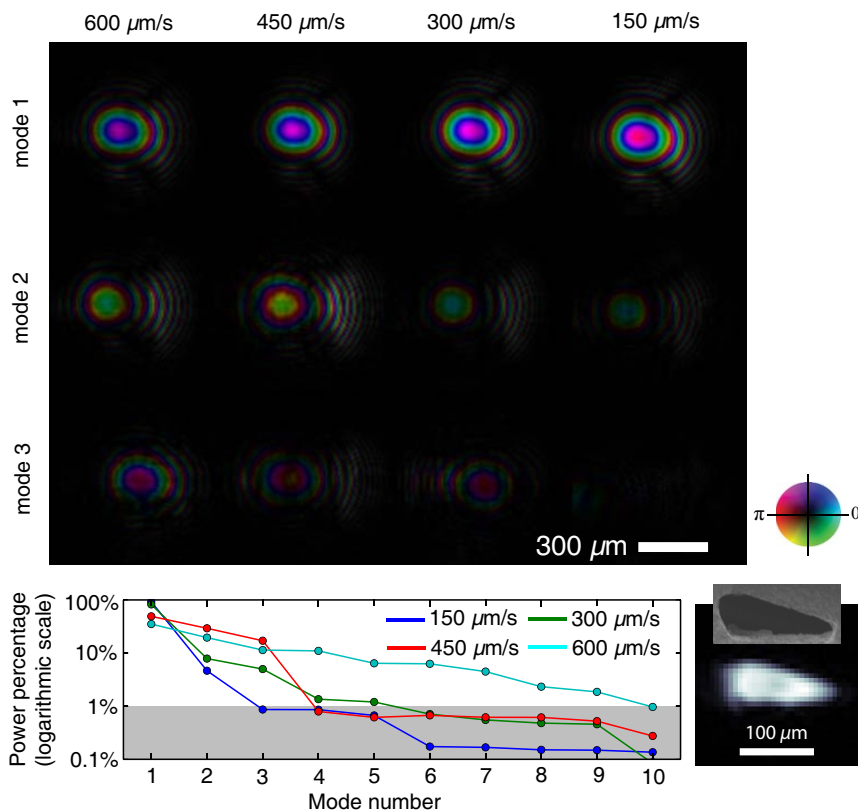 600 µm/s 450 µm/s 300 µm/s 150 µm/s
mode 1
mode 2
mode 3
π 0
300 µm
Power percentage
(logarithmic scale)
100%
10%
1%
0.1%
150 µm/s 300 µm/s
450 µm/s 600 µm/s
1 2 3 4 5 6 7 8 9 10
Mode number
100 µm